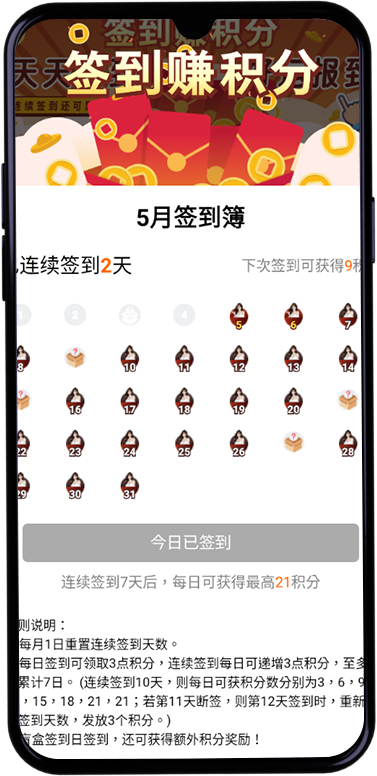 签到赚积分
天天
报到
连续签到还可
签到赚积分
5月签到簿
连续签到2天
下次签到可获得9积
1 2 4 5 6 7
8 10 11 12 13 14
16 17 18 19 20
22 23 24 25 26 28
29 30 31
今日已签到
连续签到7天后，每日可获得最高21积分
则说明：
每月1日重置连续签到天数。
每日签到可领取3点积分，连续签到每日可递增3点积分，至多
累计7日。(连续签到10天，则每日可获积分数分别为3，6，9
，15，18，21，21；若第11天断签，则第12天签到时，重新
签到天数，发放3个积分。)
盲盒签到日签到，还可获得额外积分奖励！